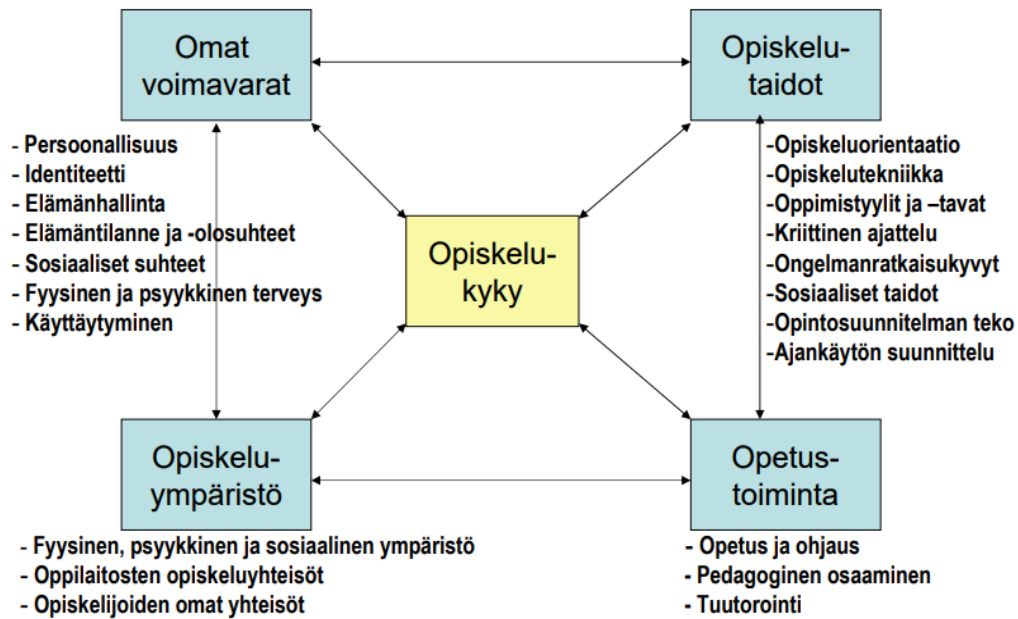 Omat
voimavarat
- Persoonallisuus
- Identiteetti
- Elämänhallinta
- Elämäntilanne ja -olosuhteet
- Sosiaaliset suhteet
- Fyysinen ja psyykkinen terveys
- Käyttäytyminen
Opiskelu-
taidot
-Opiskeluorientaatio
-Opiskelutekniikka
-Oppimistyylit ja –tavat
-Kriittinen ajattelu
-Ongelmanratkaisukyvyt
-Sosiaaliset taidot
-Opintosuunnitelman teko
-Ajankäytön suunnittelu
Opiskelu-
kyky
Opiskelu-
ympäristö
- Fyysinen, psyykkinen ja sosiaalinen ympäristö
- Oppilaitosten opiskeluyhteisöt
- Opiskelijoiden omat yhteisöt
Opetus-
toiminta
- Opetus ja ohjaus
- Pedagoginen osaaminen
- Tuutorointi